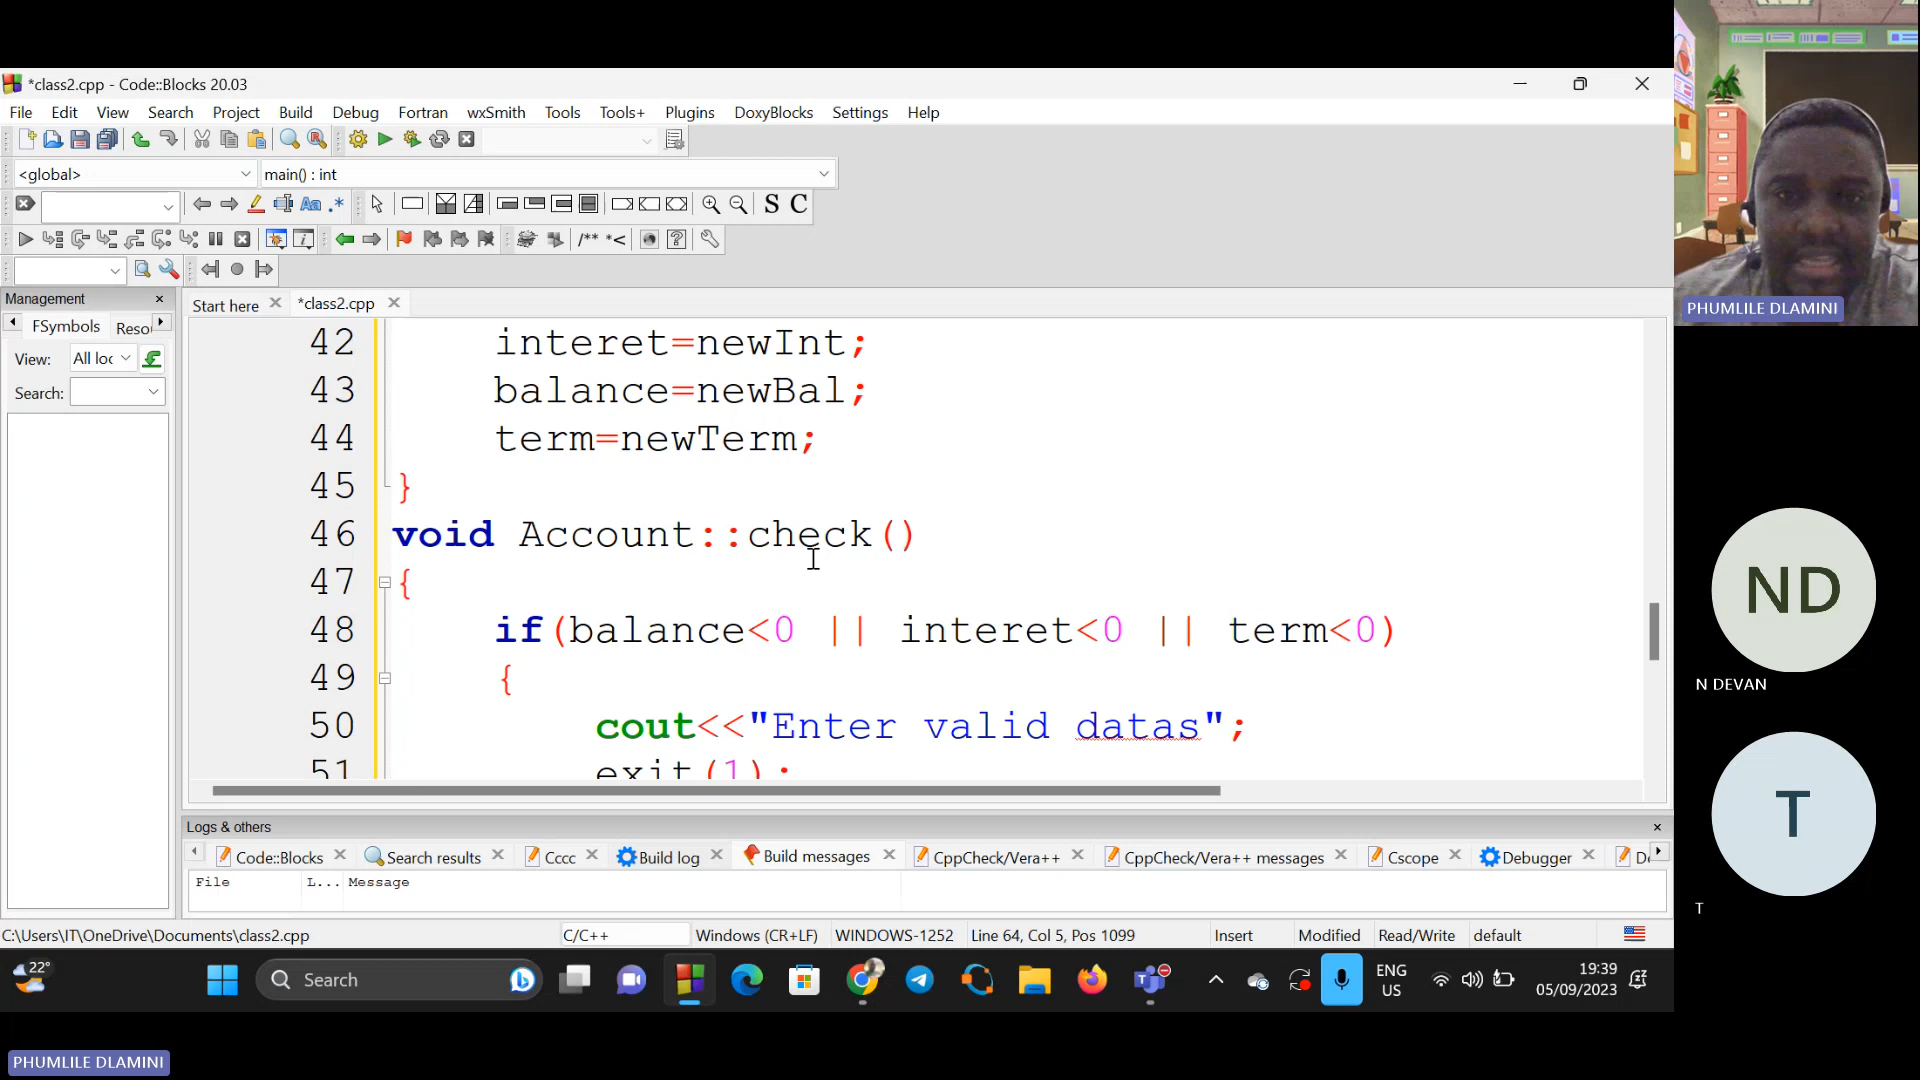 *class2.cpp - Code::Blocks 20.03
File Edit View Search Project Build Debug Fortran wxSmith Tools Tools+ Plugins DoxyBlocks Settings Help
<global> main() : int
Aa .* S C
/** *<
Management
Start here *class2.cpp
FSymbols Reso
View: All loc
Search:
42 interet=newInt;
43 balance=newBal;
44 term=newTerm;
45 }
46 void Account::check()
47 {
48 if(balance<0 || interet<0 || term<0)
49 {
50 cout<<"Enter valid datas";
51 exit(1);
Logs & others
Code::Blocks Search results Cccc Build log Build messages CppCheck/Vera++ CppCheck/Vera++ messages Cscope Debugger
File L... Message
C:\Users\IT\OneDrive\Documents\class2.cpp C/C++ Windows (CR+LF) WINDOWS-1252 Line 64, Col 5, Pos 1099 Insert Modified Read/Write default
22° Search ENG US 19:39 05/09/2023
PHUMLILE DLAMINI
ND
N DEVAN
T
T
PHUMLILE DLAMINI